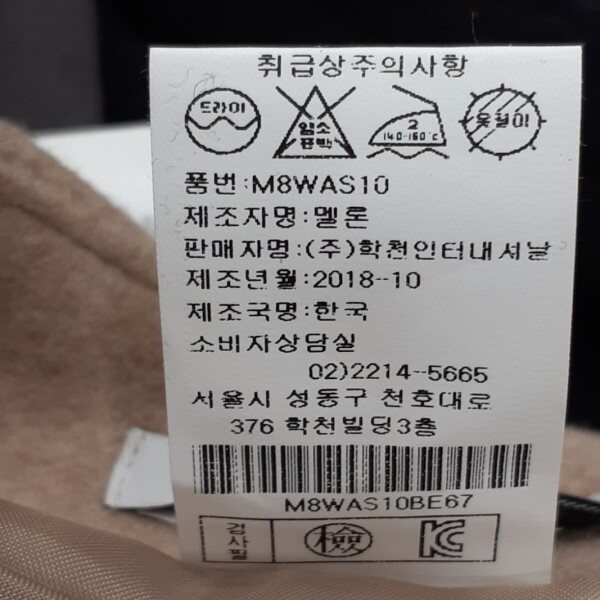 취급상주의사항
드라이
염소
표백
2
140-160°C
옷걸이
품번:M8WAS10
제조자명:멜론
판매자명:(주)학천인터내셔날
제조년월:2018-10
제조국명:한국
소비자상담실
02)2214-5665
서울시 성동구 천호대로
376 학천빌딩3층
M8WAS10BE67
검사필
檢
KC